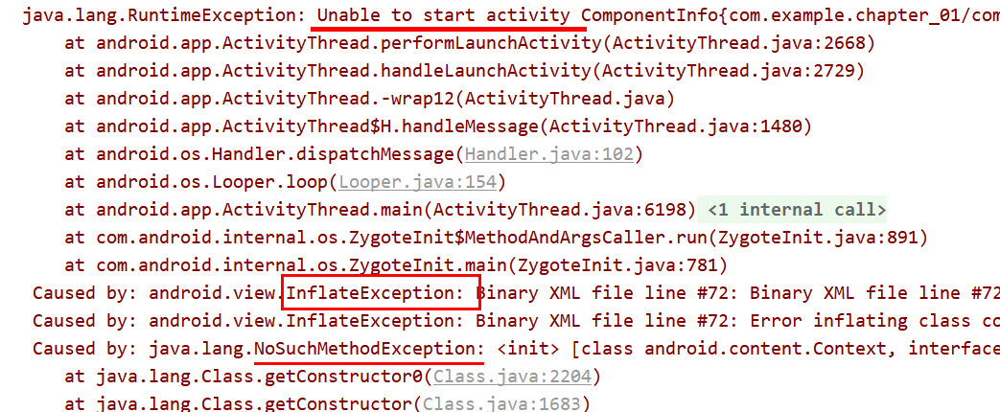 java.lang.RuntimeException: Unable to start activity ComponentInfo{com.example.chapter_01/com
at android.app.ActivityThread.performLaunchActivity(ActivityThread.java:2668)
at android.app.ActivityThread.handleLaunchActivity(ActivityThread.java:2729)
at android.app.ActivityThread.-wrap12(ActivityThread.java)
at android.app.ActivityThread$H.handleMessage(ActivityThread.java:1480)
at android.os.Handler.dispatchMessage(Handler.java:102)
at android.os.Looper.loop(Looper.java:154)
at android.app.ActivityThread.main(ActivityThread.java:6198) <1 internal call>
at com.android.internal.os.ZygoteInit$MethodAndArgsCaller.run(ZygoteInit.java:891)
at com.android.internal.os.ZygoteInit.main(ZygoteInit.java:781)
Caused by: android.view.InflateException: Binary XML file line #72: Binary XML file line #72
Caused by: android.view.InflateException: Binary XML file line #72: Error inflating class co
Caused by: java.lang.NoSuchMethodException: <init> [class android.content.Context, interface
at java.lang.Class.getConstructor0(Class.java:2204)
at java.lang.Class.getConstructor(Class.java:1683)